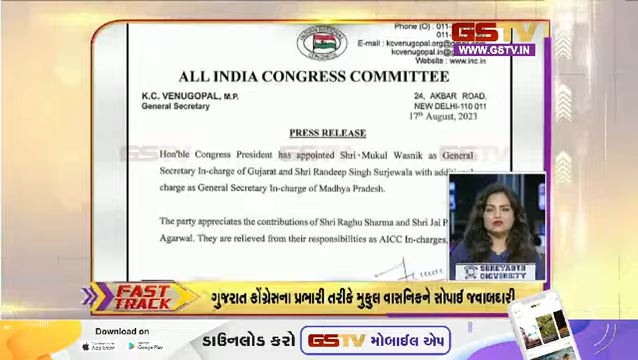 Phone (O) : 011-
011-
E-mail : kcvenugopal.org@
kcvenugopal.org@in
Website : www.inc.in
GSTV
WWW.GSTV.IN
INDIAN NATIONAL CONGRESS
ALL INDIA CONGRESS COMMITTEE
K.C. VENUGOPAL, M.P.
General Secretary
24, AKBAR ROAD,
NEW DELHI-110 011
17th August, 2023
PRESS RELEASE
Hon'ble Congress President has appointed Shri Mukul Wasnik as General
Secretary In-charge of Gujarat and Shri Randeep Singh Surjewala with additional
charge as General Secretary In-charge of Madhya Pradesh.
The party appreciates the contributions of Shri Raghu Sharma and Shri Jai P
Agarwal. They are relieved from their responsibilities as AICC In-charges,
SHREYARTH
UNIVERSITY
FAST
TRACK
ગુજરાત કોંગ્રેસના પ્રભારી તરીકે મુકુલ વાસનિકને સોપાઈ જવાબદારી
Download on
App Store
Google Play
ડાઉનલોડ કરો GSTV મોબાઈલ એપ